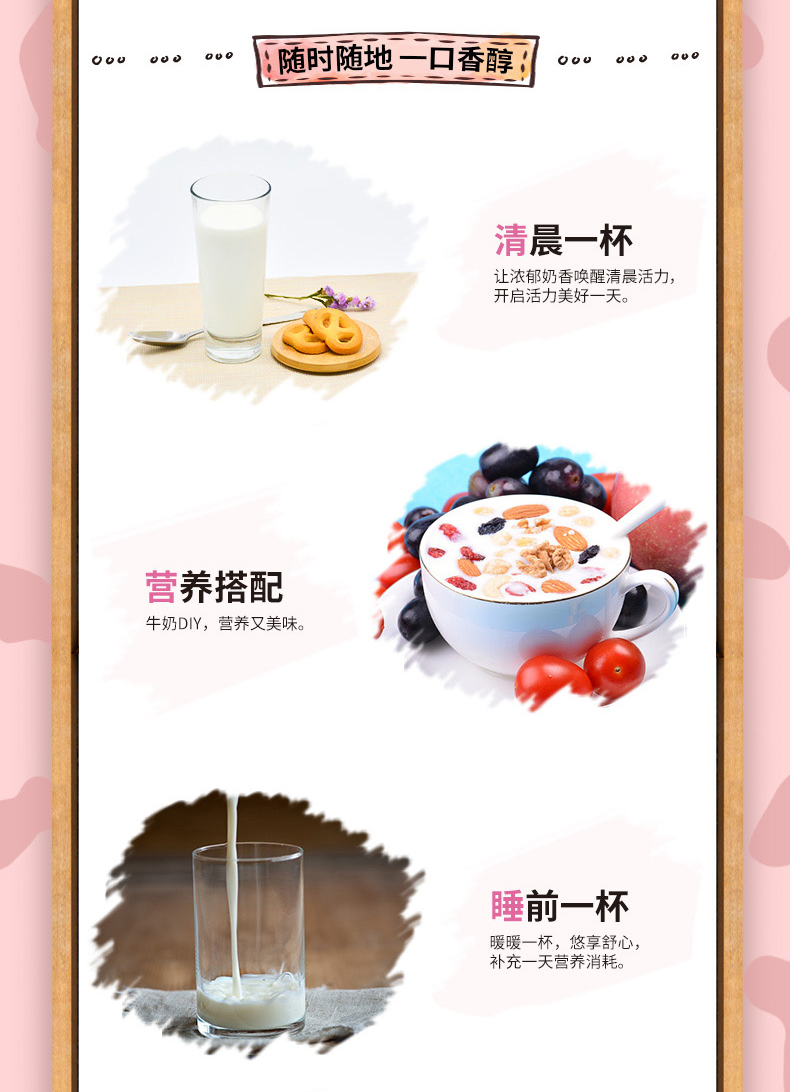 随时随地 一口香醇
清晨一杯
让浓郁奶香唤醒清晨活力，
开启活力美好一天。
营养搭配
牛奶DIY，营养又美味。
睡前一杯
暖暖一杯，悠享舒心，
补充一天营养消耗。